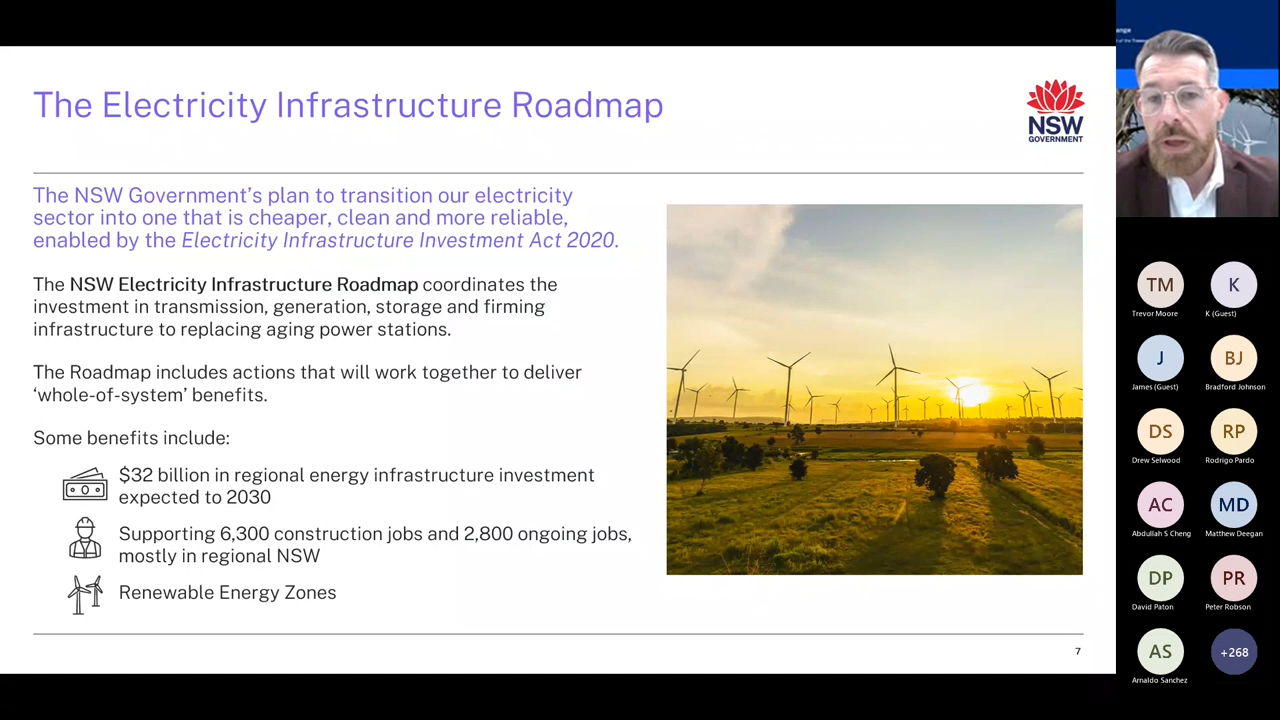 The Electricity Infrastructure Roadmap
NSW
GOVERNMENT
The NSW Government's plan to transition our electricity
sector into one that is cheaper, clean and more reliable,
enabled by the Electricity Infrastructure Investment Act 2020.
The NSW Electricity Infrastructure Roadmap coordinates the
investment in transmission, generation, storage and firming
infrastructure to replacing aging power stations.
The Roadmap includes actions that will work together to deliver
‘whole-of-system’ benefits.
Some benefits include:
$32 billion in regional energy infrastructure investment
expected to 2030
Supporting 6,300 construction jobs and 2,800 ongoing jobs,
mostly in regional NSW
Renewable Energy Zones
7
TM
Trevor Moore
K
K (Guest)
J
James (Guest)
BJ
Bradford Johnson
DS
Drew Selwood
RP
Rodrigo Pardo
AC
Abdullah S Cheng
MD
Matthew Deegan
DP
David Paton
PR
Peter Robson
AS
Arnaldo Sanchez
+268